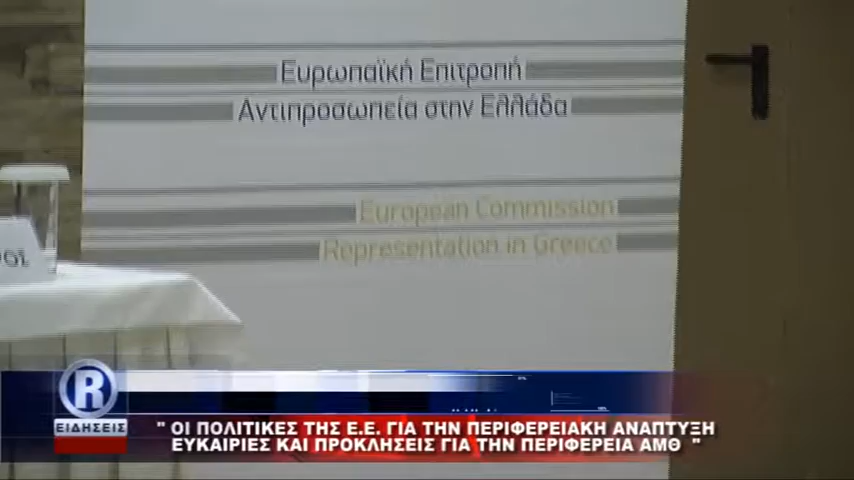 Ευρωπαϊκή Επιτροπή
Αντιπροσωπεία στην Ελλάδα
European Commission
Representation in Greece
R
ΕΙΔΗΣΕΙΣ
" ΟΙ ΠΟΛΙΤΙΚΕΣ ΤΗΣ Ε.Ε. ΓΙΑ ΤΗΝ ΠΕΡΙΦΕΡΕΙΑΚΗ ΑΝΑΠΤΥΞΗ
ΕΥΚΑΙΡΙΕΣ ΚΑΙ ΠΡΟΚΛΗΣΕΙΣ ΓΙΑ ΤΗΝ ΠΕΡΙΦΕΡΕΙΑ ΑΜΘ "